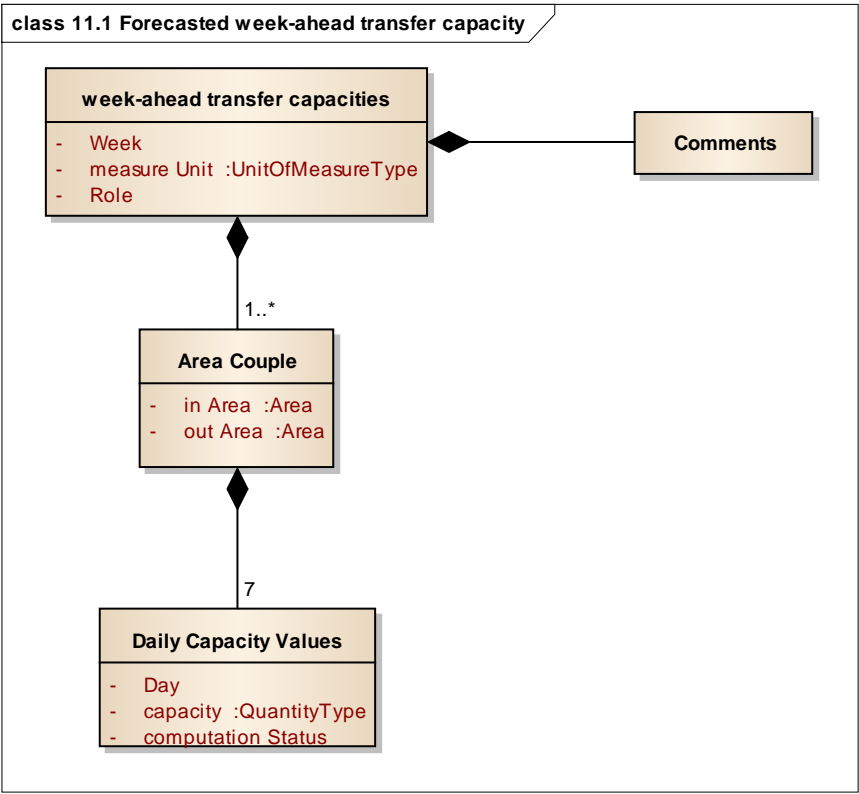 class 11.1 Forecasted week-ahead transfer capacity
week-ahead transfer capacities
- Week
- measure Unit :UnitOfMeasureType
- Role
Comments
1..*
Area Couple
- in Area :Area
- out Area :Area
7
Daily Capacity Values
- Day
- capacity :QuantityType
- computation Status